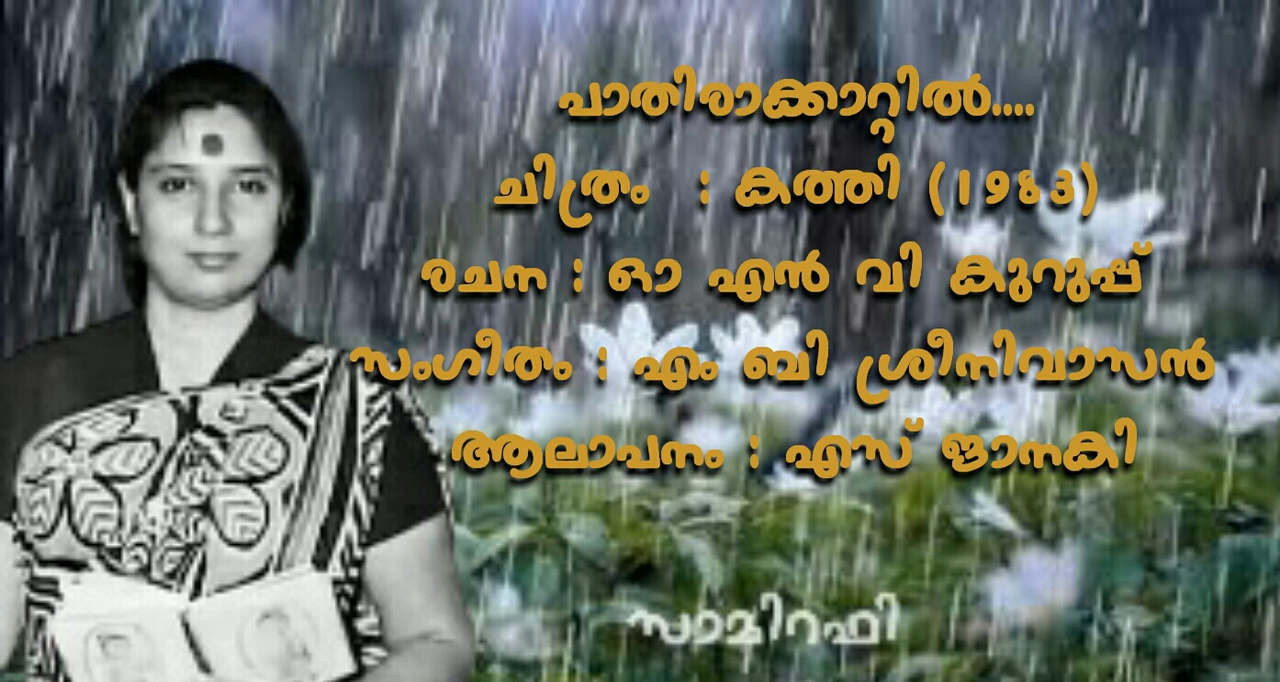 പാതിരാക്കാറ്റിൽ....
ചിത്രം : കത്തി (1983)
രചന : ഓ എൻ വി കുറുപ്പ്
സംഗീതം : എം ബി ശ്രീനിവാസൻ
ആലാപനം : എസ് ജാനകി
സാമിറഫി